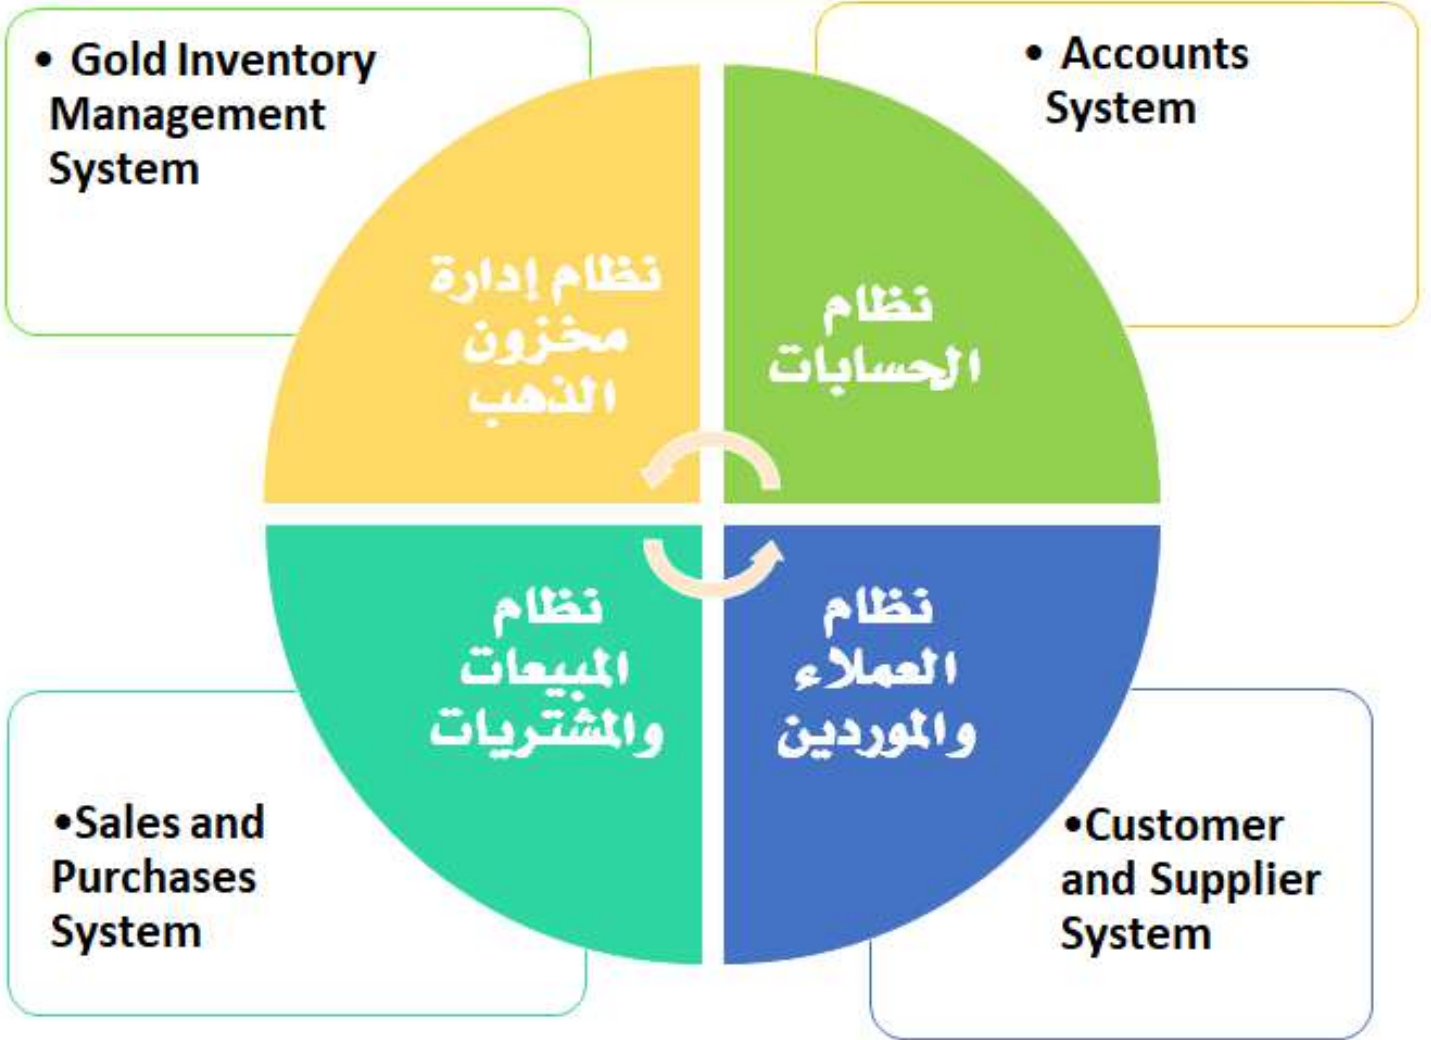 • Gold Inventory
Management
System
• Accounts
System
نظام إدارة
مخزون
الذهب
نظام
الحسابات
نظام
المبيعات
والمشتريات
نظام
العملاء
والموردين
•Sales and
Purchases
System
•Customer
and Supplier
System